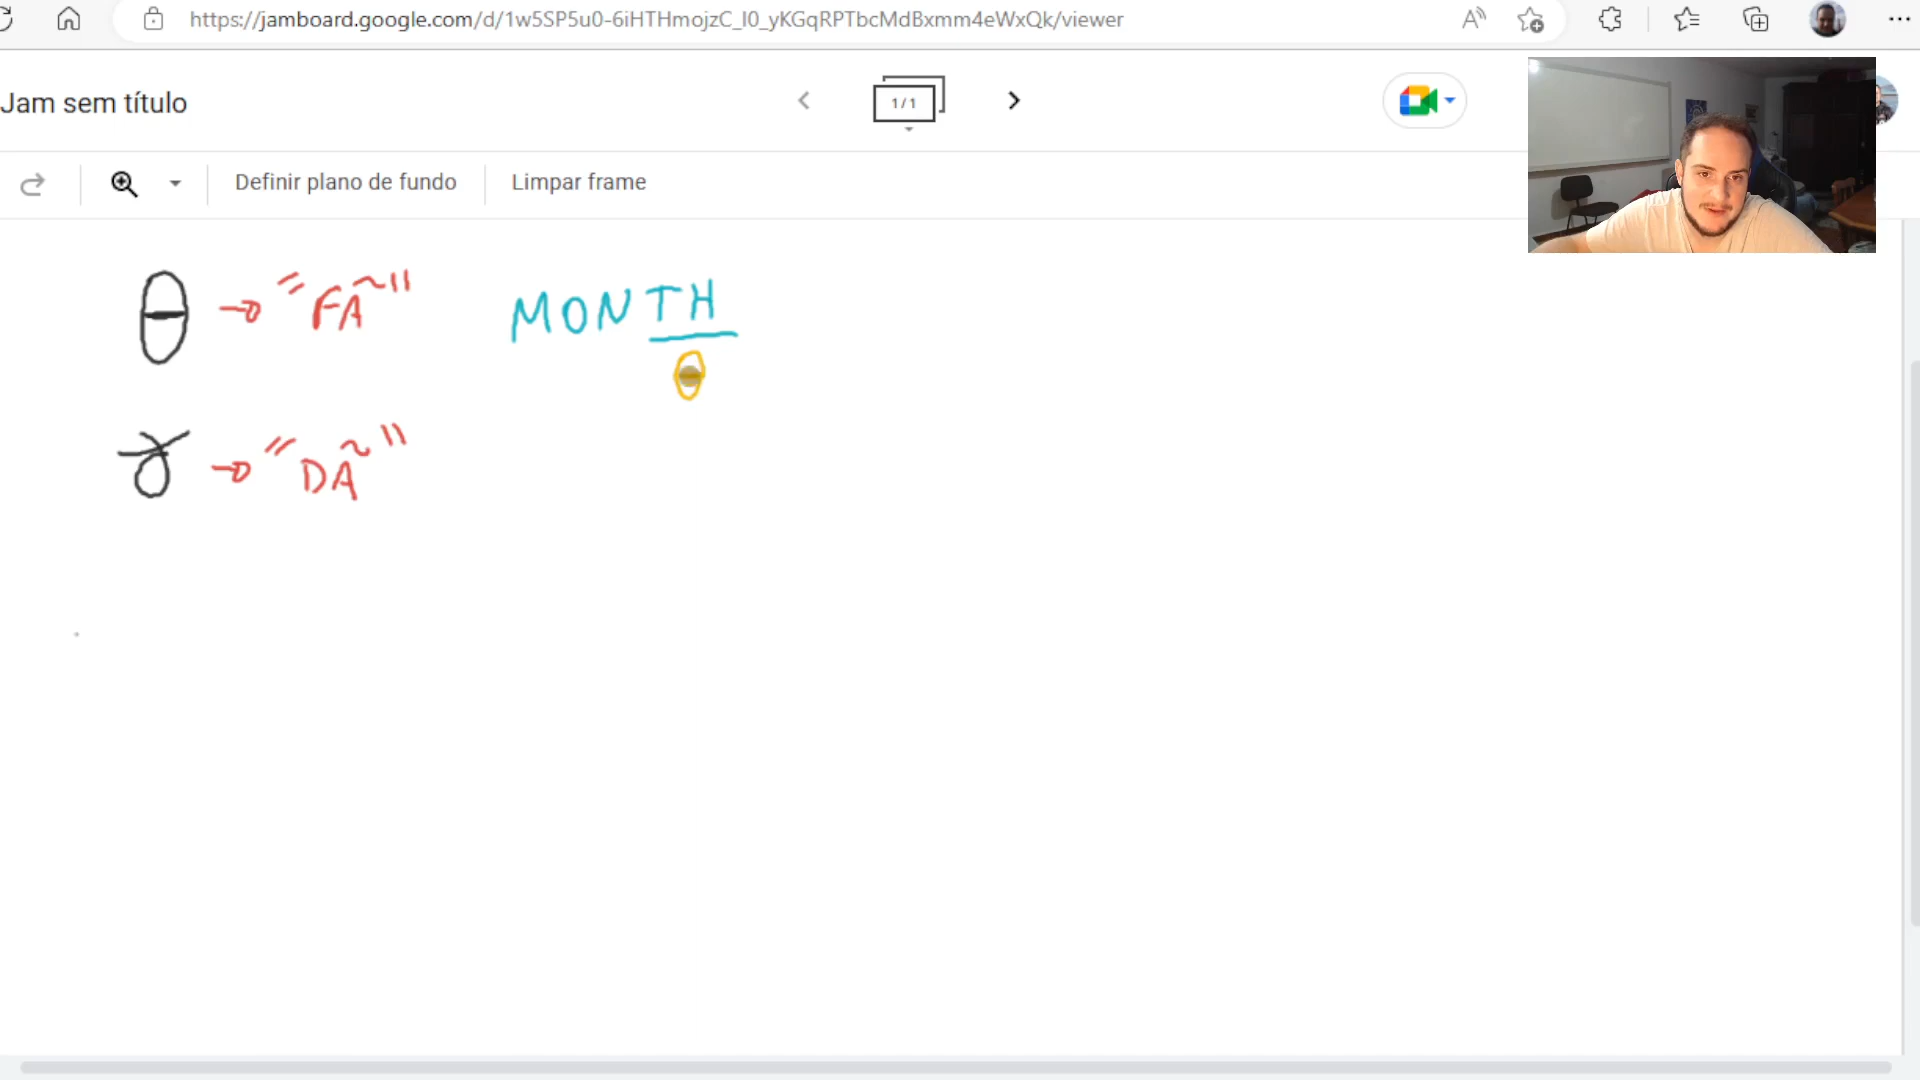 https://jamboard.google.com/d/1w5SP5u0-6iHTHmojzC_I0_yKGqRPTbcMdBxmm4eWxQk/viewer
Jam sem título
1 / 1
Definir plano de fundo
Limpar frame
θ → "FÃ" MONTH
θ
ð → "DÃ"